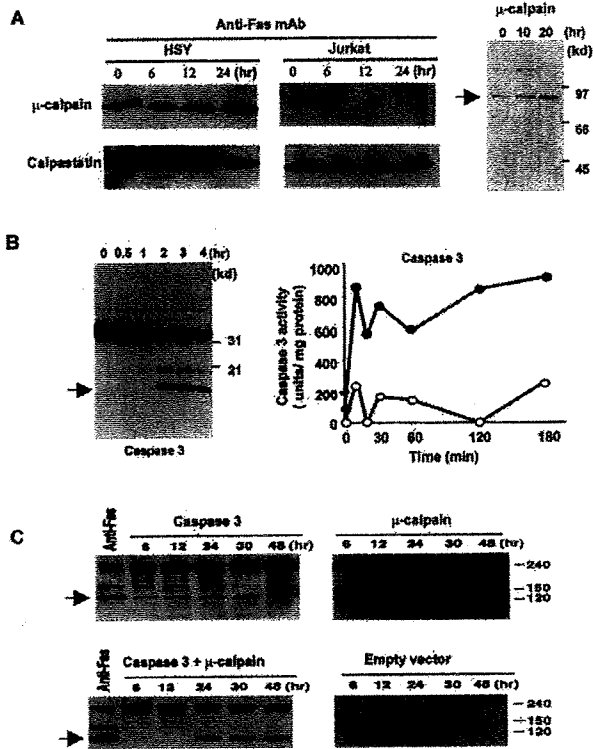 A
Anti-Fas mAb
HSY
Jurkat
0 6 12 24 (hr)
0 6 12 24 (hr)
μ-calpain
Calpastatin
μ-calpain
0 10 20 (hr)
(kd)
97
66
45
B
0 0.5 1 2 3 4 (hr)
(kd)
31
21
Caspase 3
Caspase 3
Caspase 3 activity
(units/ mg protein)
1000
800
600
400
200
0
0 30 60 120 180
Time (min)
C
Anti-Fas
Caspase 3
6 12 24 30 48 (hr)
μ-calpain
6 12 24 30 48 (hr)
240
150
120
Anti-Fas
Caspase 3 + μ-calpain
6 12 24 30 48 (hr)
Empty vector
6 12 24 30 48 (hr)
240
150
120